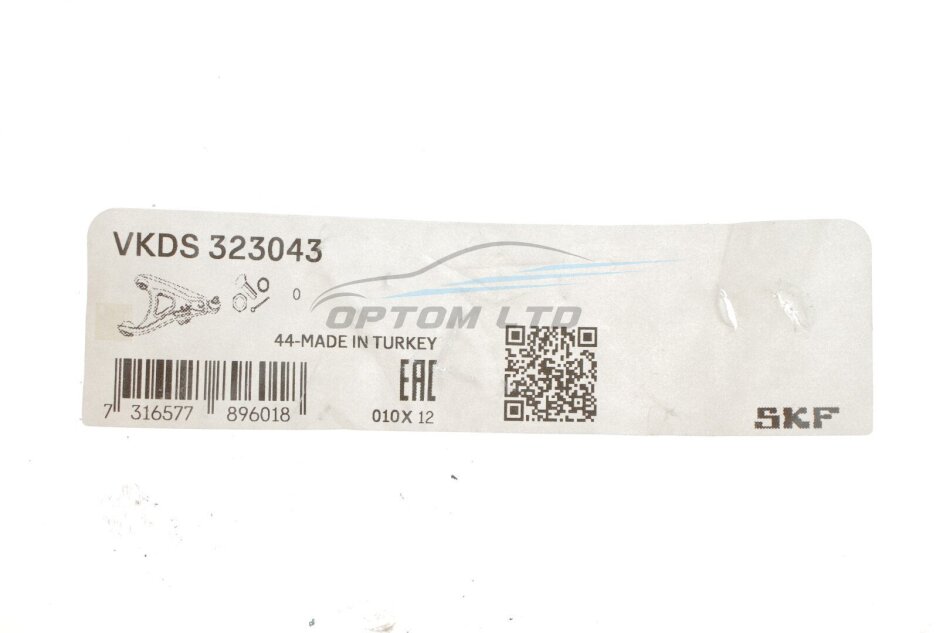 VKDS 323043
0
OPTOM LTD
44-MADE IN TURKEY
EAC
7 316577 896018
010X 12
SKF